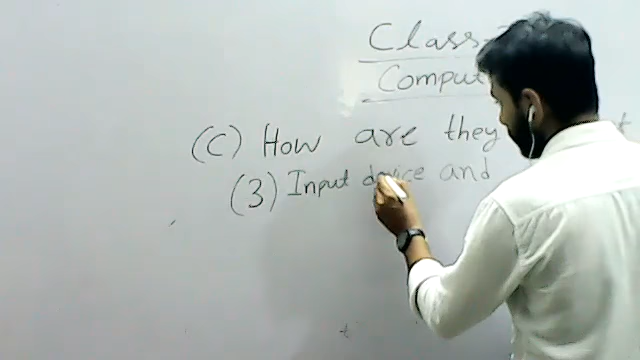 Class-
Comput
(C) How are they t
(3) Input device and